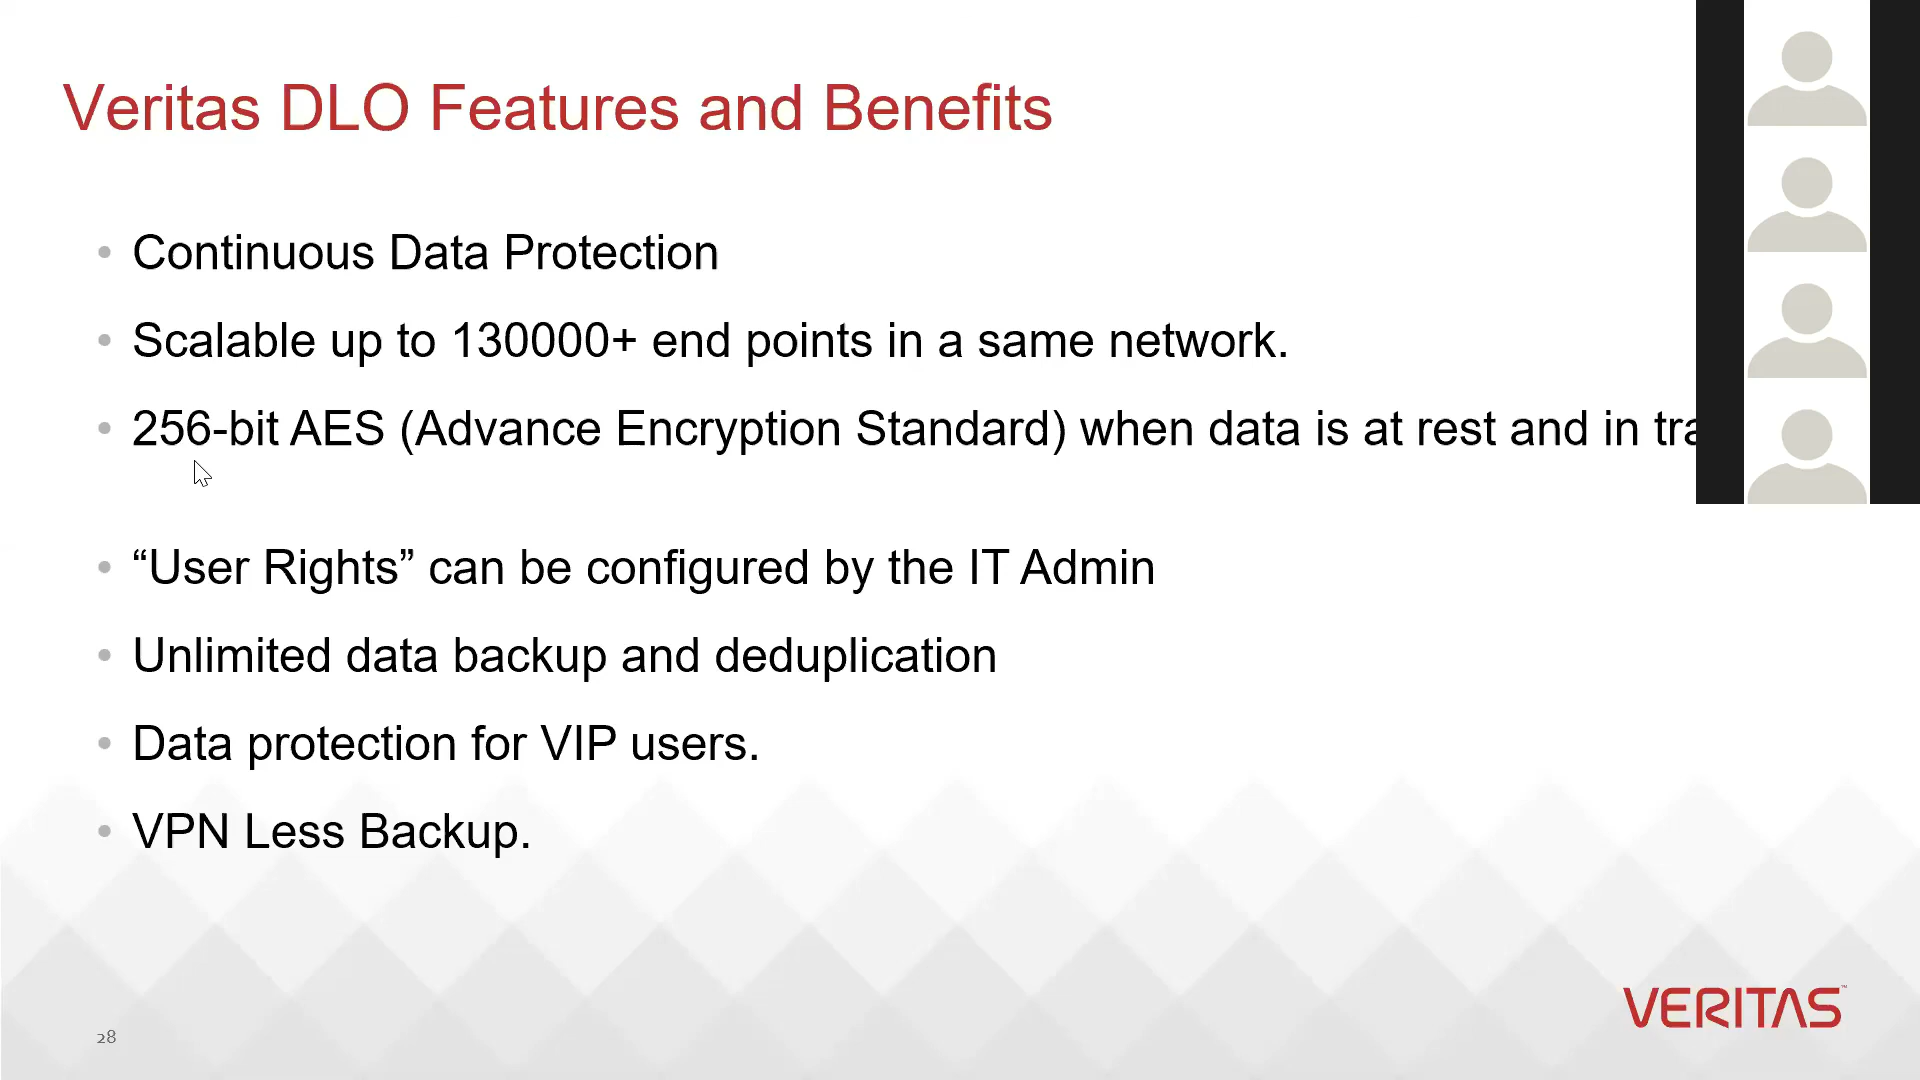 Veritas DLO Features and Benefits
• Continuous Data Protection
• Scalable up to 130000+ end points in a same network.
• 256-bit AES (Advance Encryption Standard) when data is at rest and in
• “User Rights” can be configured by the IT Admin
• Unlimited data backup and deduplication
• Data protection for VIP users.
• VPN Less Backup.
VERITAS™
28